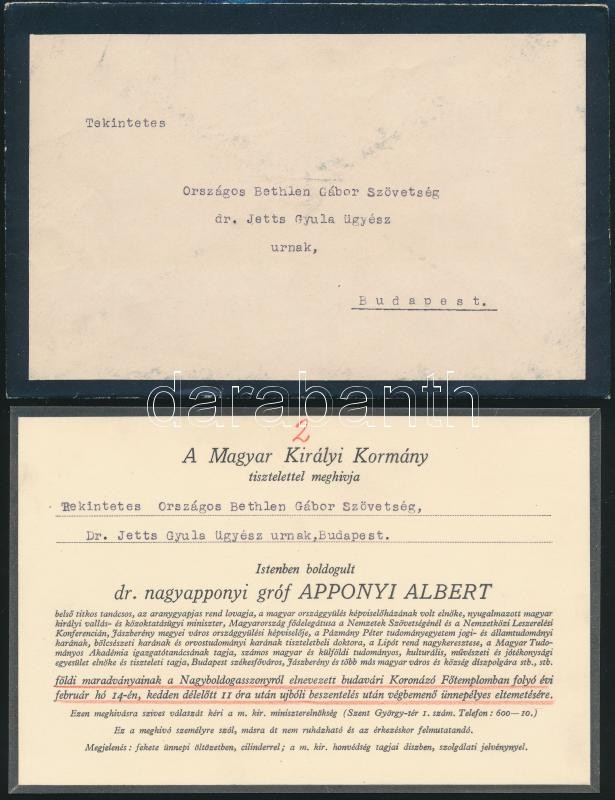 Tekintetes
Országos Bethlen Gábor Szövetség
dr. Jetts Gyula ügyész
urnak,
Budapest.
darabanth
2
A Magyar Királyi Kormány
tisztelettel meghivja
Tekintetes Országos Bethlen Gábor Szövetség,
Dr. Jetts Gyula ügyész urnak,Budapest.
Istenben boldogult
dr. nagyapponyi gróf APPONYI ALBERT
belső titkos tanácsos, az aranygyapjas rend lovagja, a magyar országgyűlés képviselőházának volt elnöke, nyugalmazott magyar
királyi vallás- és közoktatásügyi miniszter, Magyarország fődelegátusa a Nemzetek Szövetségénél és a Nemzetközi Leszerelési
Konferencián, Jászberény megyei város országgyűlési képviselője, a Pázmány Péter tudományegyetem jogi- és államtudományi
karának, bölcsészeti karának és orvostudományi karának tiszteletbeli doktora, a Lipót rend nagykeresztese, a Magyar Tudo-
mányos Akadémia igazgatótanácsának tagja, számos magyar és külföldi tudományos, kulturális, művészeti és jótékonysági
egyesület elnöke és tiszteleti tagja, Budapest székesfőváros, Jászberény és több más magyar város és község díszpolgára stb., stb.
földi maradványainak a Nagyboldogasszonyról elnevezett budavári Koronázó Főtemplomban folyó évi
február hó 14-én, kedden délelőtt 11 óra után ujbóli beszentelés után végbemenő ünnepélyes eltemetésére.
Ezen meghivásra szives válaszát kéri a m. kir. miniszterelnökség (Szent György-tér 1. szám. Telefon: 600—10.)
Ez a meghivó személyre szól, másra át nem ruházható és az érkezéskor felmutatandó.
Megjelenés: fekete ünnepi öltözetben, cilinderrel; a m. kir. honvédség tagjai díszben, szolgálati jelvénynyel.